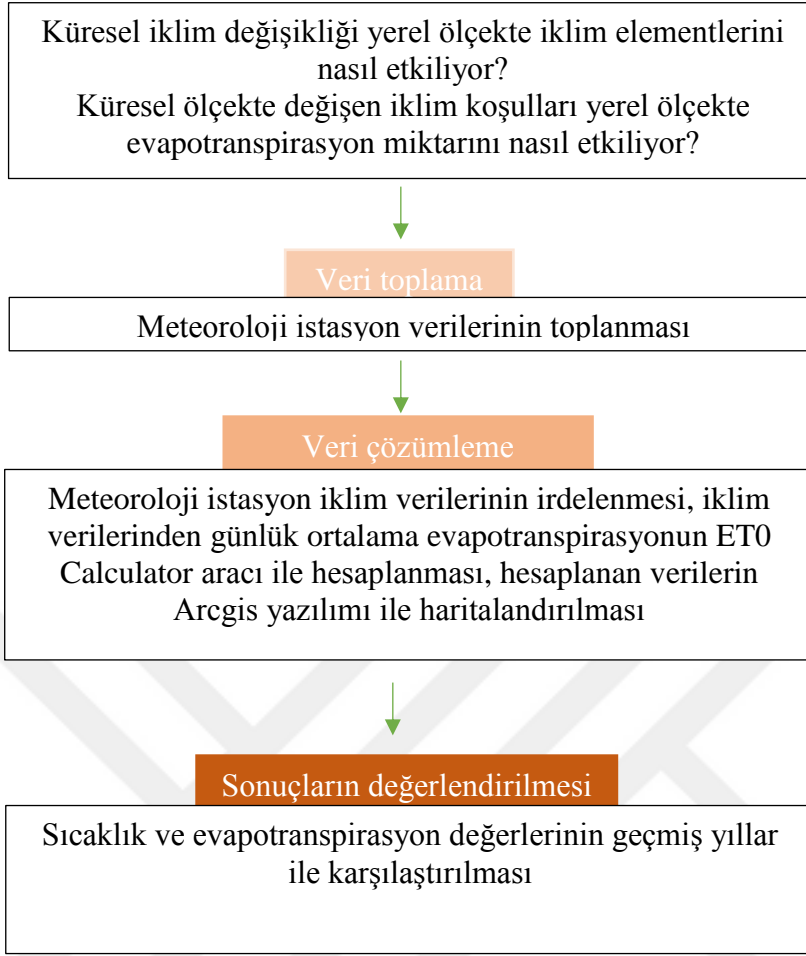 Küresel iklim değişikliği yerel ölçekte iklim elementlerini
nasıl etkiliyor?
Küresel ölçekte değişen iklim koşulları yerel ölçekte
evapotranspirasyon miktarını nasıl etkiliyor?
Veri toplama
Meteoroloji istasyon verilerinin toplanması
Veri çözümleme
Meteoroloji istasyon iklim verilerinin irdelenmesi, iklim
verilerinden günlük ortalama evapotranspirasyonun ET0
Calculator aracı ile hesaplanması, hesaplanan verilerin
Arcgis yazılımı ile haritalandırılması
Sonuçların değerlendirilmesi
Sıcaklık ve evapotranspirasyon değerlerinin geçmiş yıllar
ile karşılaştırılması